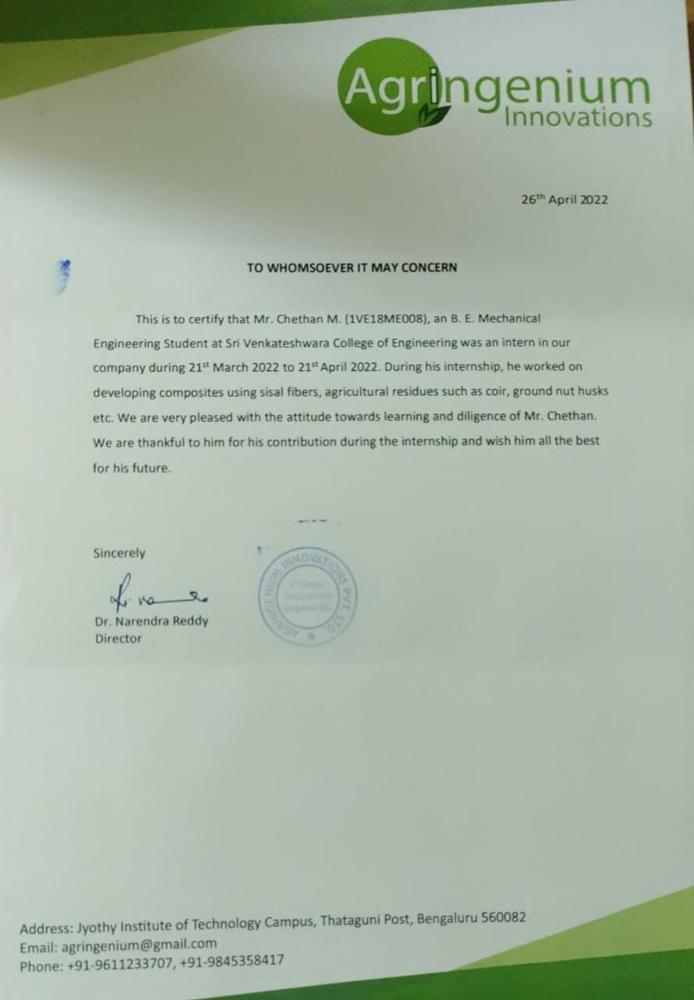 Agringenium
Innovations
26th April 2022
TO WHOMSOEVER IT MAY CONCERN
This is to certify that Mr. Chethan M. (1VE18ME008), an B. E. Mechanical
Engineering Student at Sri Venkateshwara College of Engineering was an intern in our
company during 21st March 2022 to 21st April 2022. During his internship, he worked on
developing composites using sisal fibers, agricultural residues such as coir, ground nut husks
etc. We are very pleased with the attitude towards learning and diligence of Mr. Chethan.
We are thankful to him for his contribution during the internship and wish him all the best
for his future.
Sincerely
Dr. Narendra Reddy
Director
AGRINGENIUM INNOVATIONS PVT. LTD.
Address: Jyothy Institute of Technology Campus, Thataguni Post, Bengaluru 560082
Email: agringenium@gmail.com
Phone: +91-9611233707, +91-9845358417